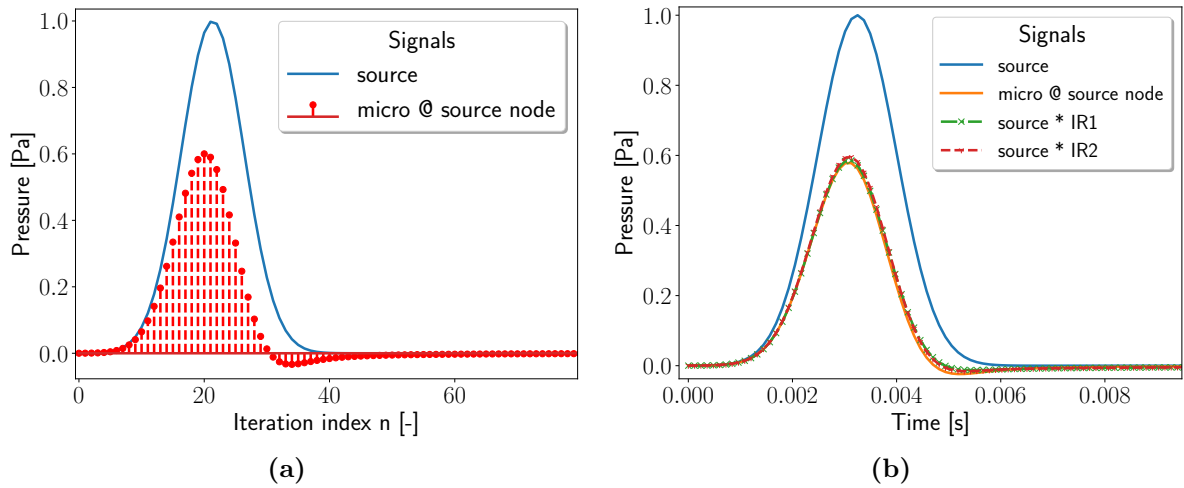 Signals
source
micro @ source node
1.0
0.8
0.6
0.4
0.2
0.0
Pressure [Pa]
0
20
40
60
Iteration index n [-]
(a)
Signals
source
micro @ source node
source * IR1
source * IR2
1.0
0.8
0.6
0.4
0.2
0.0
Pressure [Pa]
0.000
0.002
0.004
0.006
0.008
Time [s]
(b)